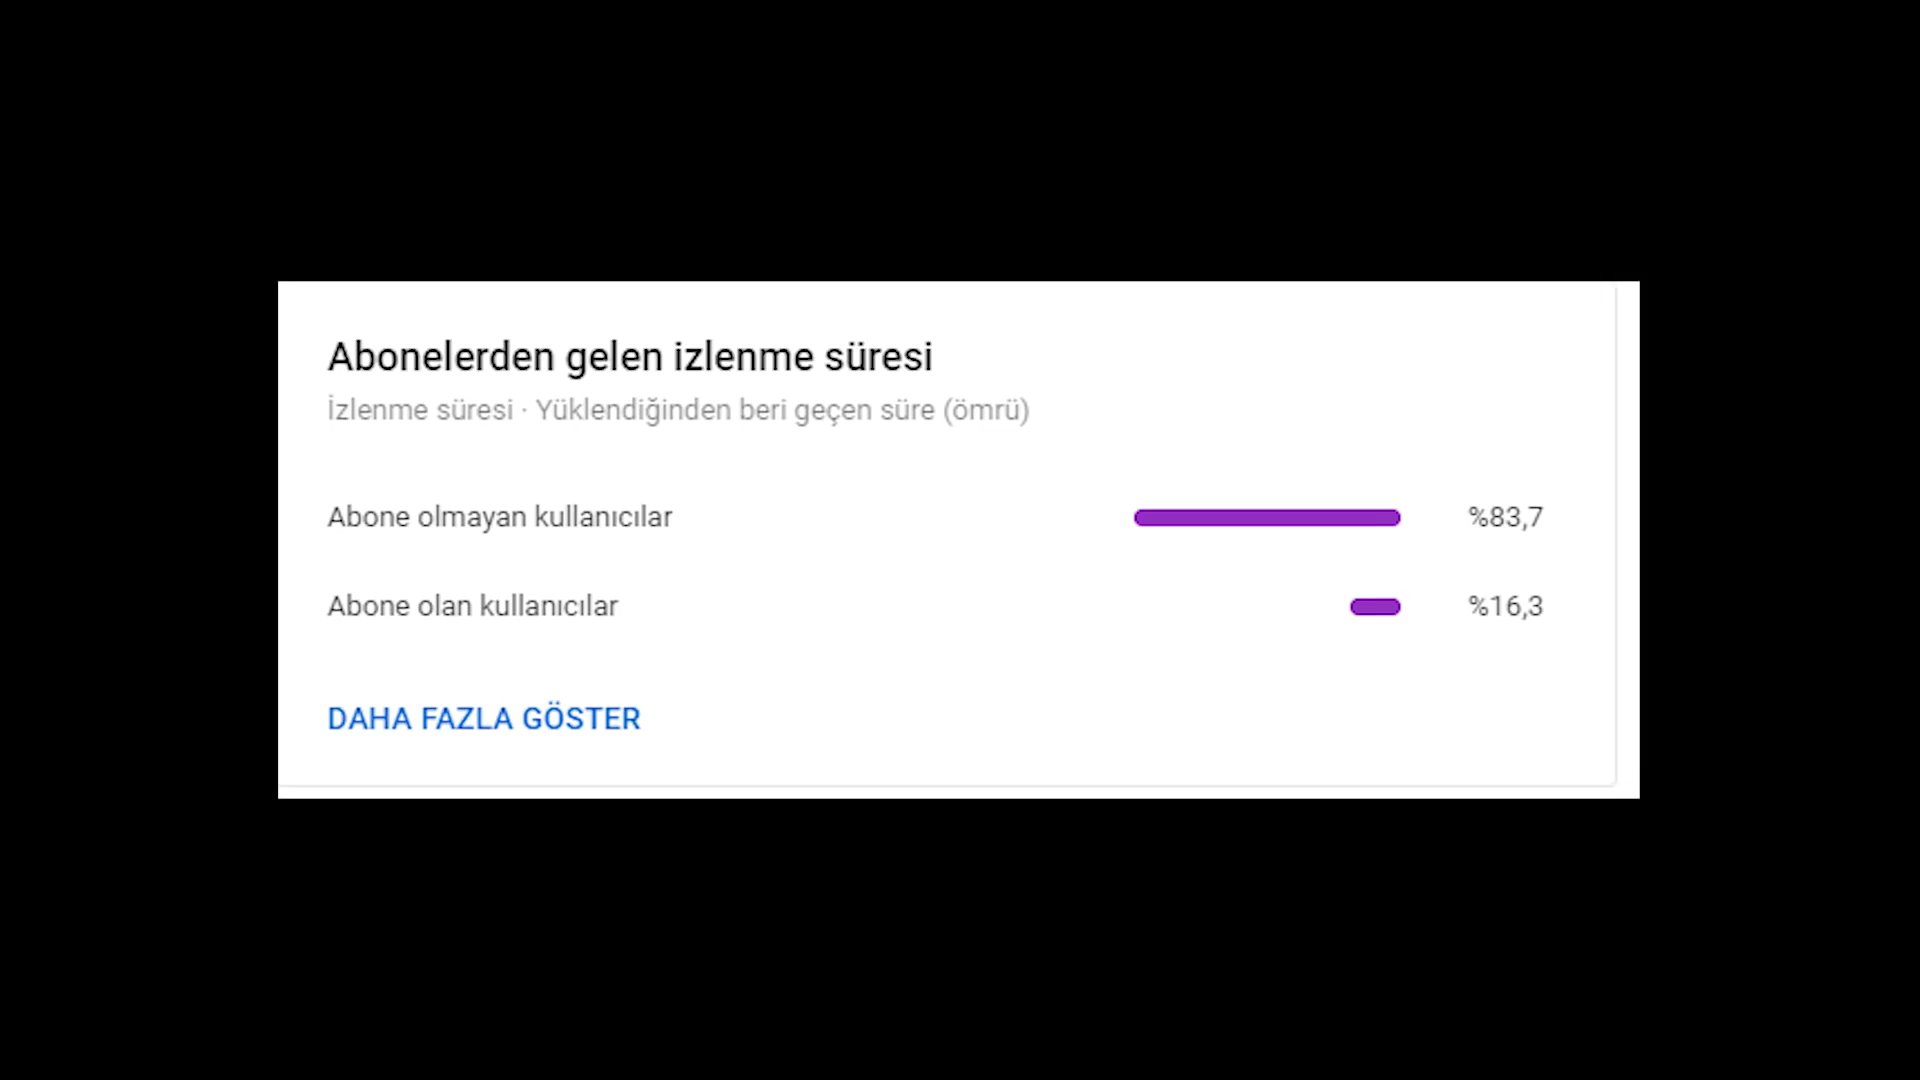 Abonelerden gelen izlenme süresi
İzlenme süresi · Yüklendiğinden beri geçen süre (ömrü)
Abone olmayan kullanıcılar %83,7
Abone olan kullanıcılar %16,3
DAHA FAZLA GÖSTER